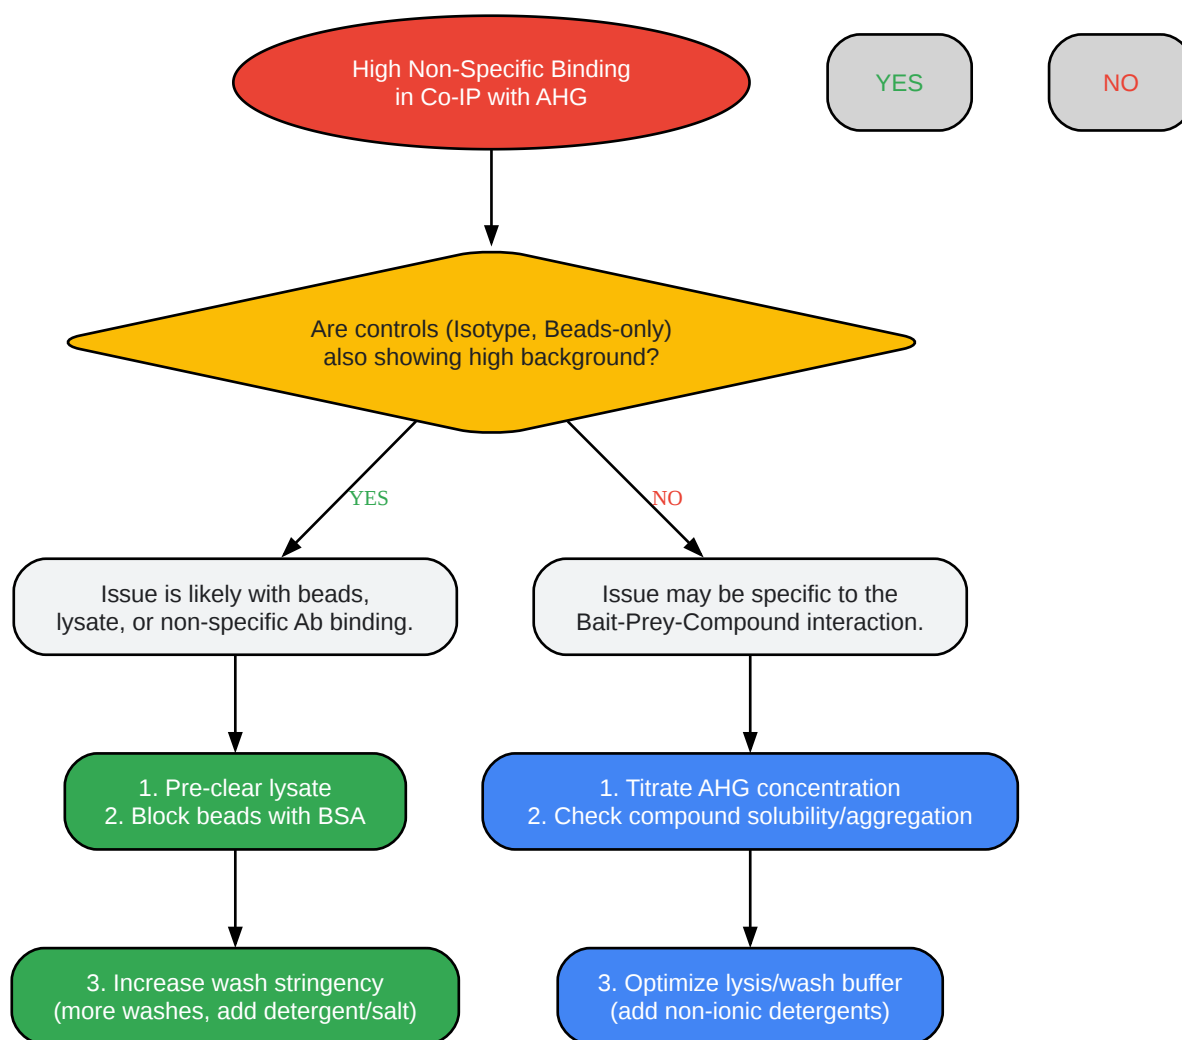 High Non-Specific Binding
in Co-IP with AHG
YES
NO
Are controls (Isotype, Beads-only)
also showing high background?
YES
NO
Issue is likely with beads,
lysate, or non-specific Ab binding.
Issue may be specific to the
Bait-Prey-Compound interaction.
1. Pre-clear lysate
2. Block beads with BSA
1. Titrate AHG concentration
2. Check compound solubility/aggregation
3. Increase wash stringency
(more washes, add detergent/salt)
3. Optimize lysis/wash buffer
(add non-ionic detergents)